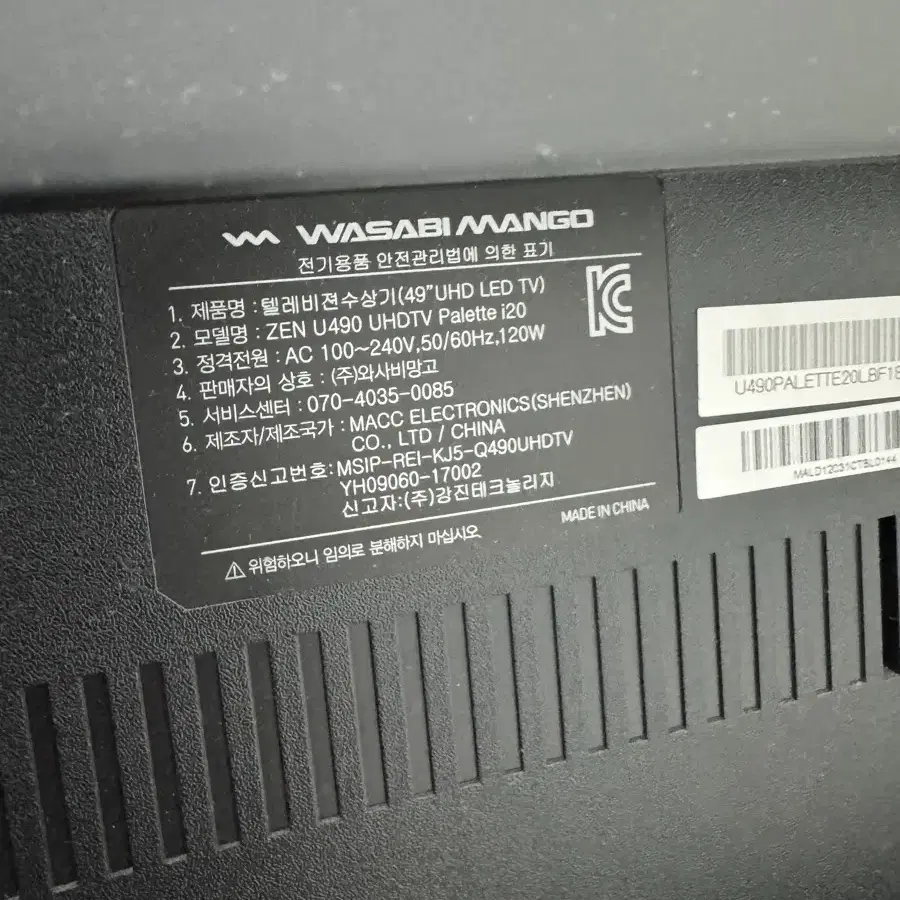 WASABI MANGO
전기용품 안전관리법에 의한 표기
1. 제품명 : 텔레비젼수상기(49"UHD LED TV)
2. 모델명 : ZEN U490 UHDTV Palette i20
3. 정격전원 : AC 100~240V,50/60Hz,120W
4. 판매자의 상호 : (주)와사비망고
5. 서비스센터 : 070-4035-0085
6. 제조자/제조국가 : MACC ELECTRONICS(SHENZHEN)
CO., LTD / CHINA
7. 인증신고번호: MSIP-REI-KJ5-Q490UHDTV
YH09060-17002
신고자:(주)강진테크놀리지
MADE IN CHINA
⚠ 위험하오니 임의로 분해하지 마십시오
U490PALETTE20LBF18
MALD12G31CTBL0144